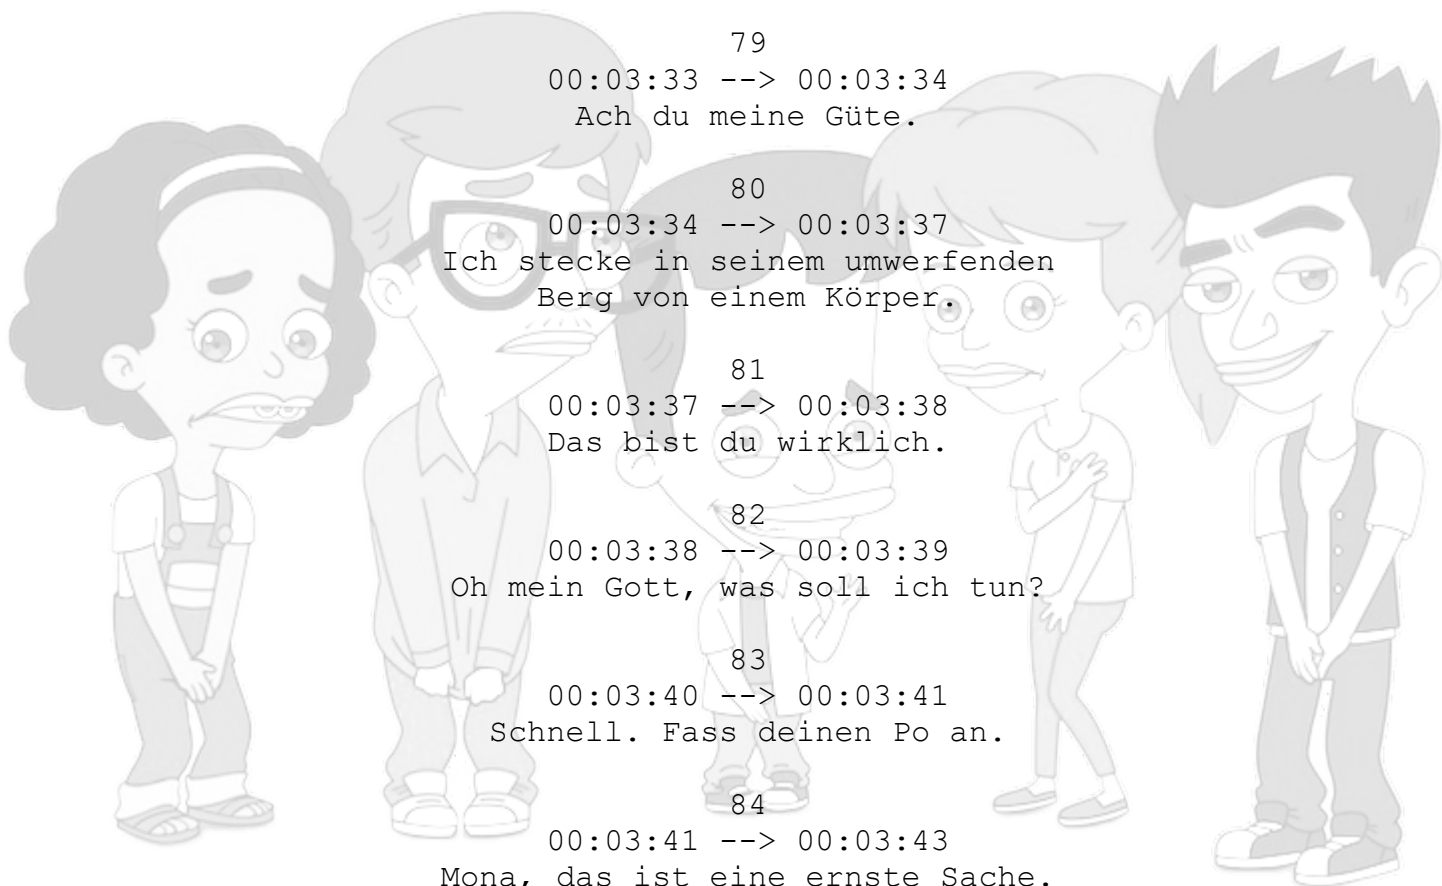 79
00:03:33 --> 00:03:34
Ach du meine Güte.
80
00:03:34 --> 00:03:37
Ich stecke in seinem umwerfenden
Berg von einem Körper.
81
00:03:37 --> 00:03:38
Das bist du wirklich.
82
00:03:38 --> 00:03:39
Oh mein Gott, was soll ich tun?
83
00:03:40 --> 00:03:41
Schnell. Fass deinen Po an.
84
00:03:41 --> 00:03:43
Mona, das ist eine ernste Sache.